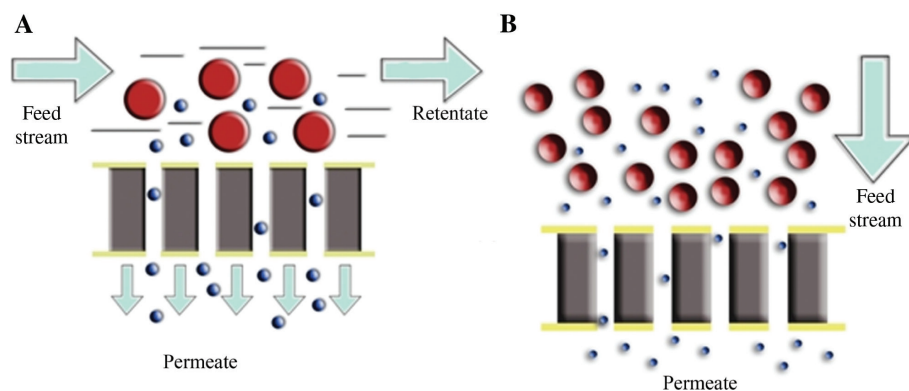 A
Feed
stream
Retentate
Permeate
B
Feed
stream
Permeate